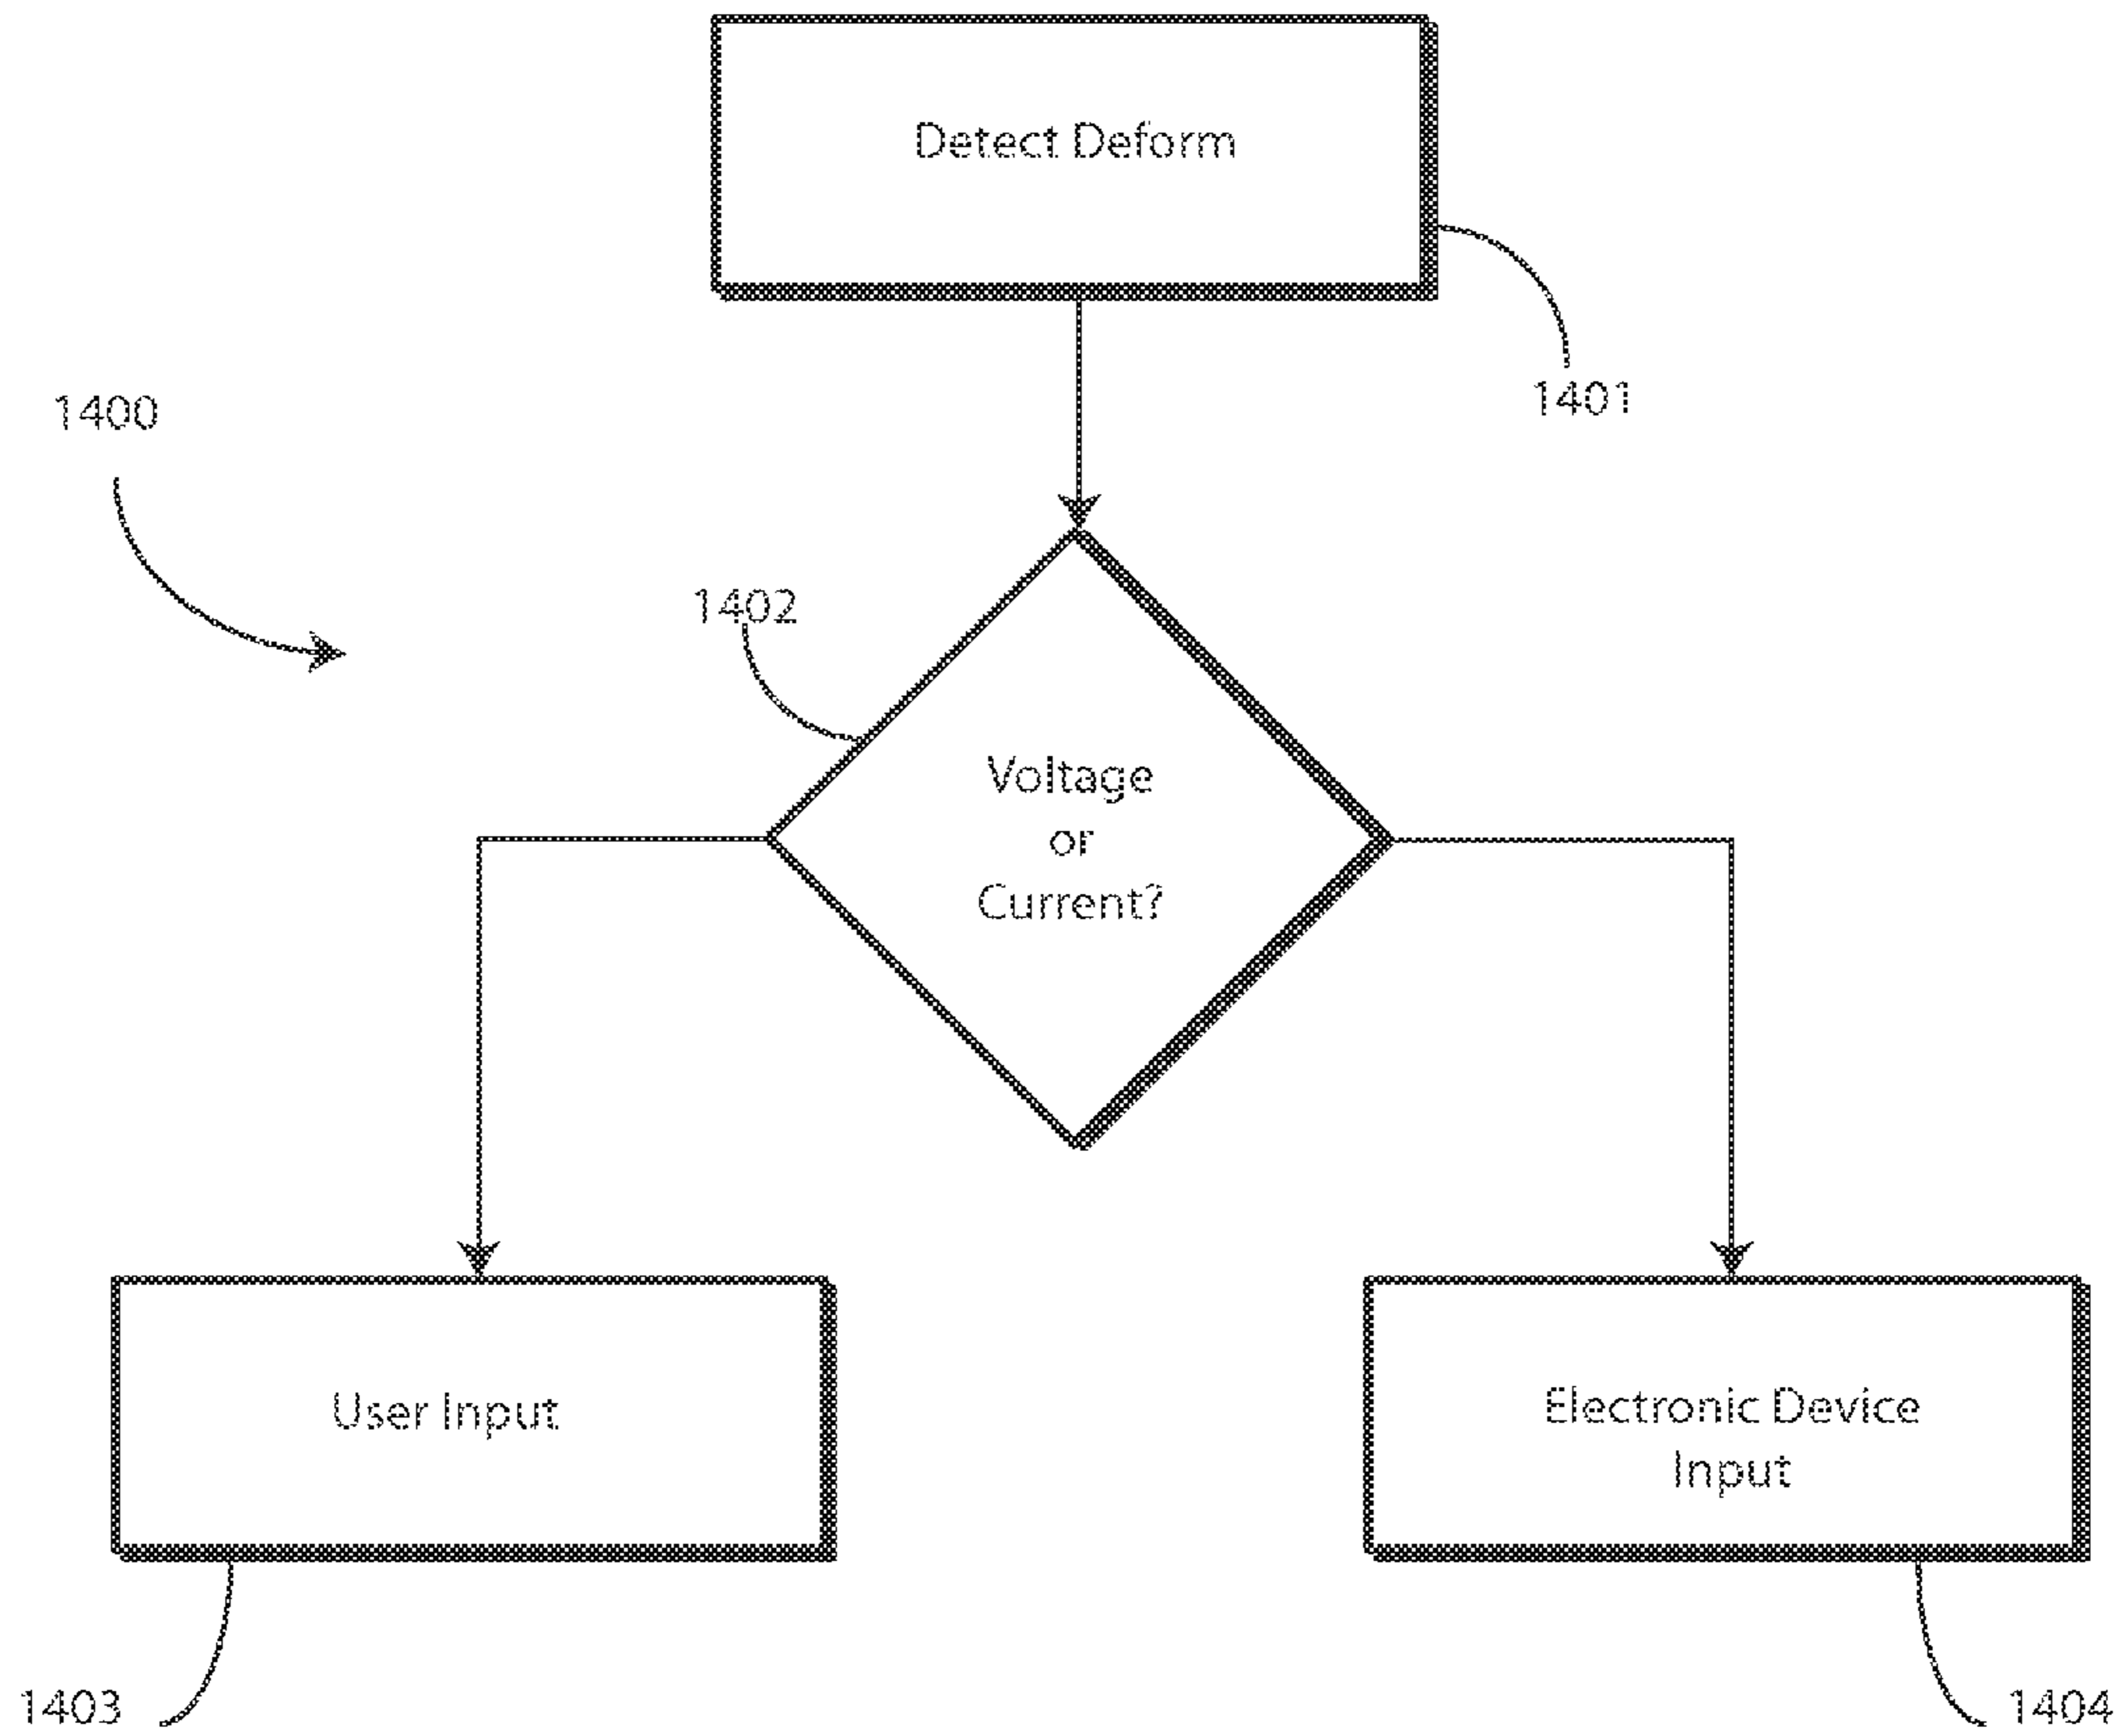 Detect Deform
1401
1400
1402
Voltage
or
Current?
User Input
Electronic Device
Input
1403
1404